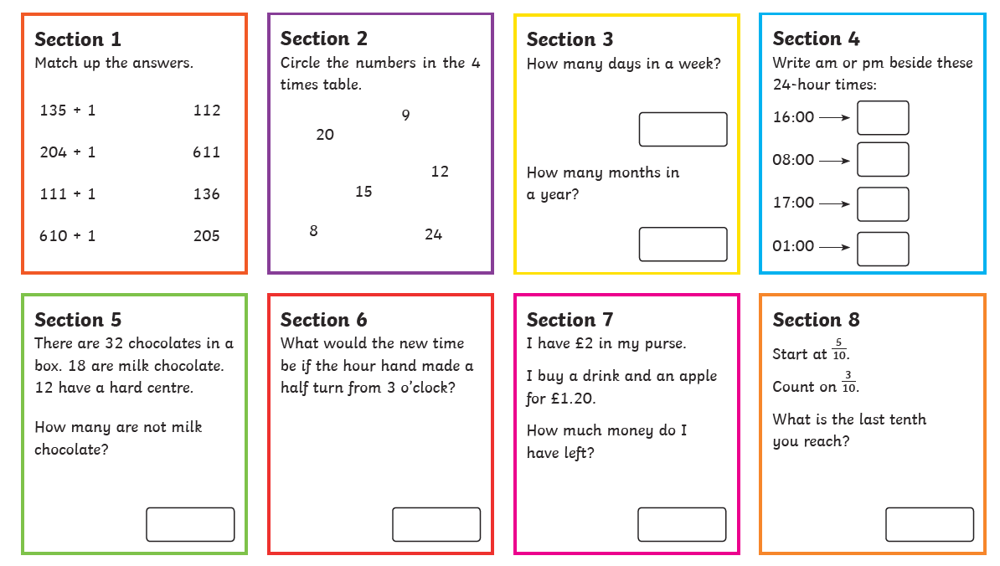 Section 1
Match up the answers.
135 + 1 112
204 + 1 611
111 + 1 136
610 + 1 205
Section 2
Circle the numbers in the 4
times table.
9
20
12
15
8
24
Section 3
How many days in a week?
How many months in
a year?
Section 4
Write am or pm beside these
24-hour times:
16:00
08:00
17:00
01:00
Section 5
There are 32 chocolates in a
box. 18 are milk chocolate.
12 have a hard centre.
How many are not milk
chocolate?
Section 6
What would the new time
be if the hour hand made a
half turn from 3 o’clock?
Section 7
I have £2 in my purse.
I buy a drink and an apple
for £1.20.
How much money do I
have left?
Section 8
Start at 5/10.
Count on 3/10.
What is the last tenth
you reach?